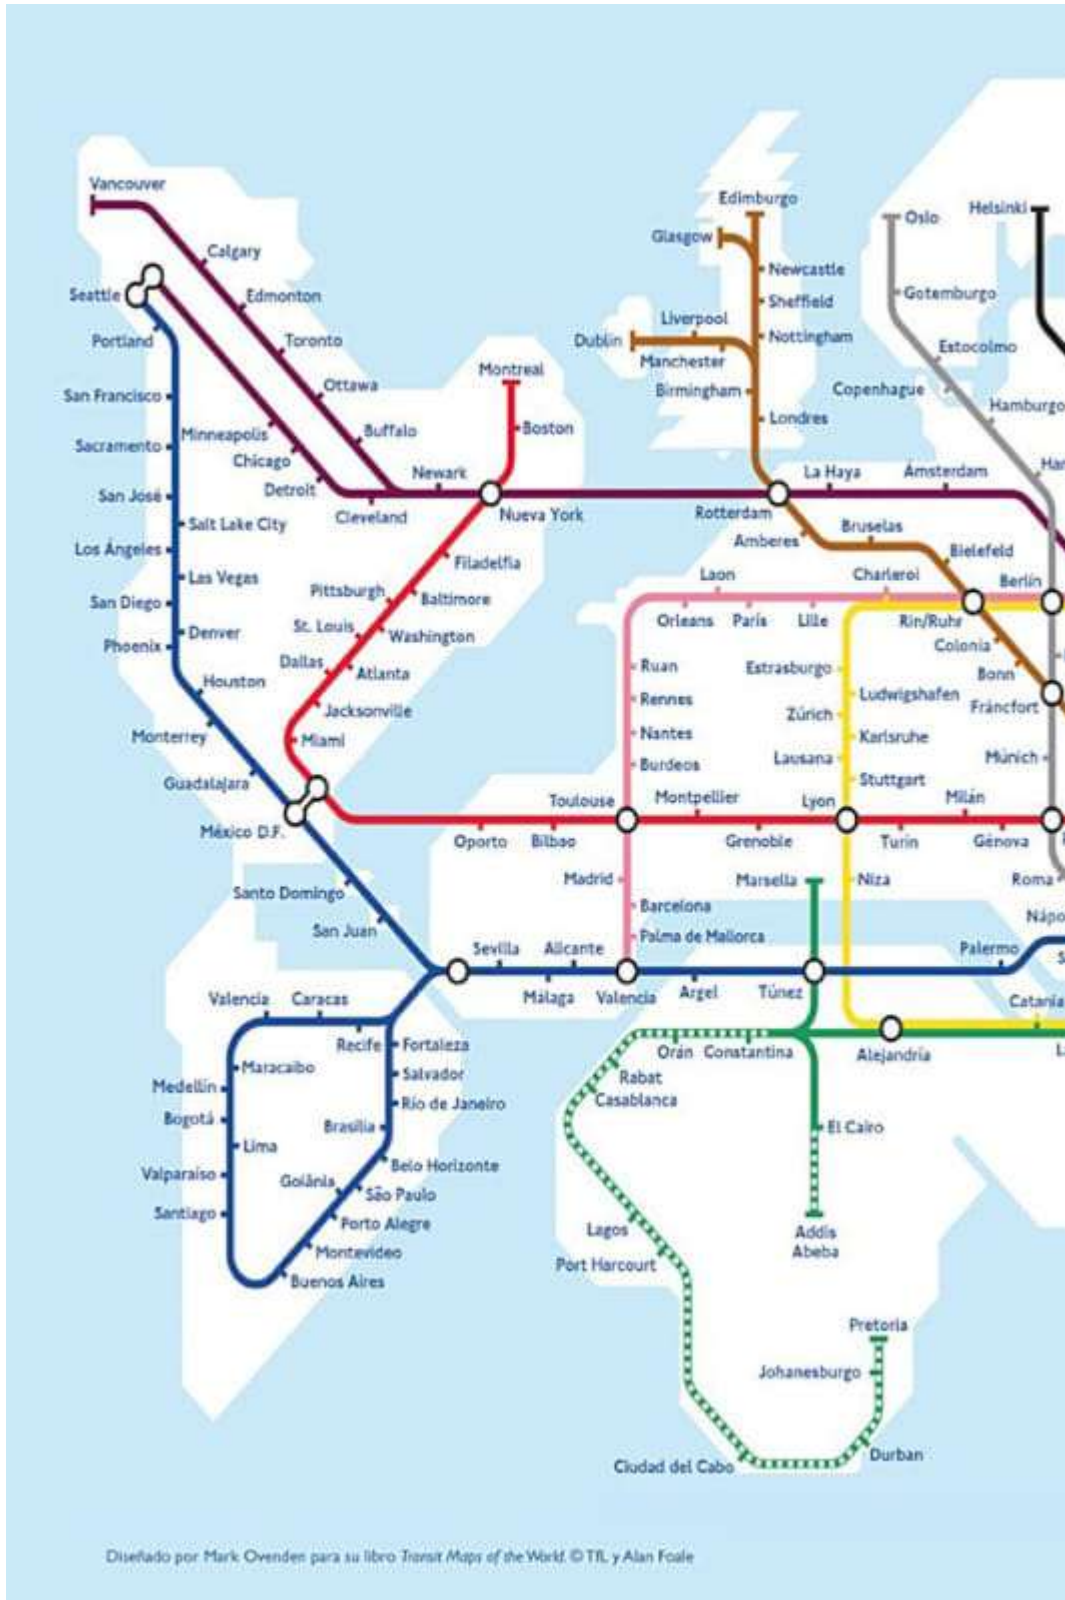 Vancouver
Calgary
Edmonton
Toronto
Ottawa
Buffalo
Newark
Seattle
Portland
San Francisco
Sacramento
San José
Salt Lake City
Los Ángeles
Las Vegas
San Diego
Denver
Phoenix
Houston
Monterrey
Guadalajara
México D.F.
Minneapolis
Chicago
Detroit
Cleveland
Montreal
Boston
Nueva York
Filadelfia
Pittsburgh
Baltimore
St. Louis
Washington
Dallas
Atlanta
Jacksonville
Miami
Edimburgo
Glasgow
Newcastle
Sheffield
Liverpool
Dublin
Nottingham
Manchester
Birmingham
Londres
Oslo
Helsinki
Gotemburgo
Estocolmo
Copenhague
Hamburgo
Har
La Haya
Ámsterdam
Rotterdam
Amberes
Bruselas
Bielefeld
Laon
Charleroi
Berlín
Orleans
París
Lille
Rin/Ruhr
Colonia
Bonn
Fráncfort
Ruan
Estrasburgo
Rennes
Ludwigshafen
Zúrich
Nantes
Karlsruhe
Burdeos
Lausana
Múnich
Stuttgart
Toulouse
Montpellier
Lyon
Milán
Oporto
Bilbao
Grenoble
Turín
Génova
Madrid
Marsella
Niza
Roma
Barcelona
Nápo
Palma de Mallorca
Palermo
S
Santo Domingo
San Juan
Sevilla
Alicante
Málaga
Valencia
Argel
Túnez
Catania
Valencia
Caracas
Recife
Fortaleza
Maracaibo
Salvador
Medellín
Río de Janeiro
Bogotá
Brasilia
Lima
Belo Horizonte
Valparaíso
Goiânia
São Paulo
Santiago
Porto Alegre
Montevideo
Buenos Aires
Orán
Constantina
Alejandría
Rabat
Casablanca
El Cairo
Lagos
Port Harcourt
Addis
Abeba
Pretoria
Johanesburgo
Durban
Ciudad del Cabo
Diseñado por Mark Ovenden para su libro Transit Maps of the World. © TfL y Alan Foale